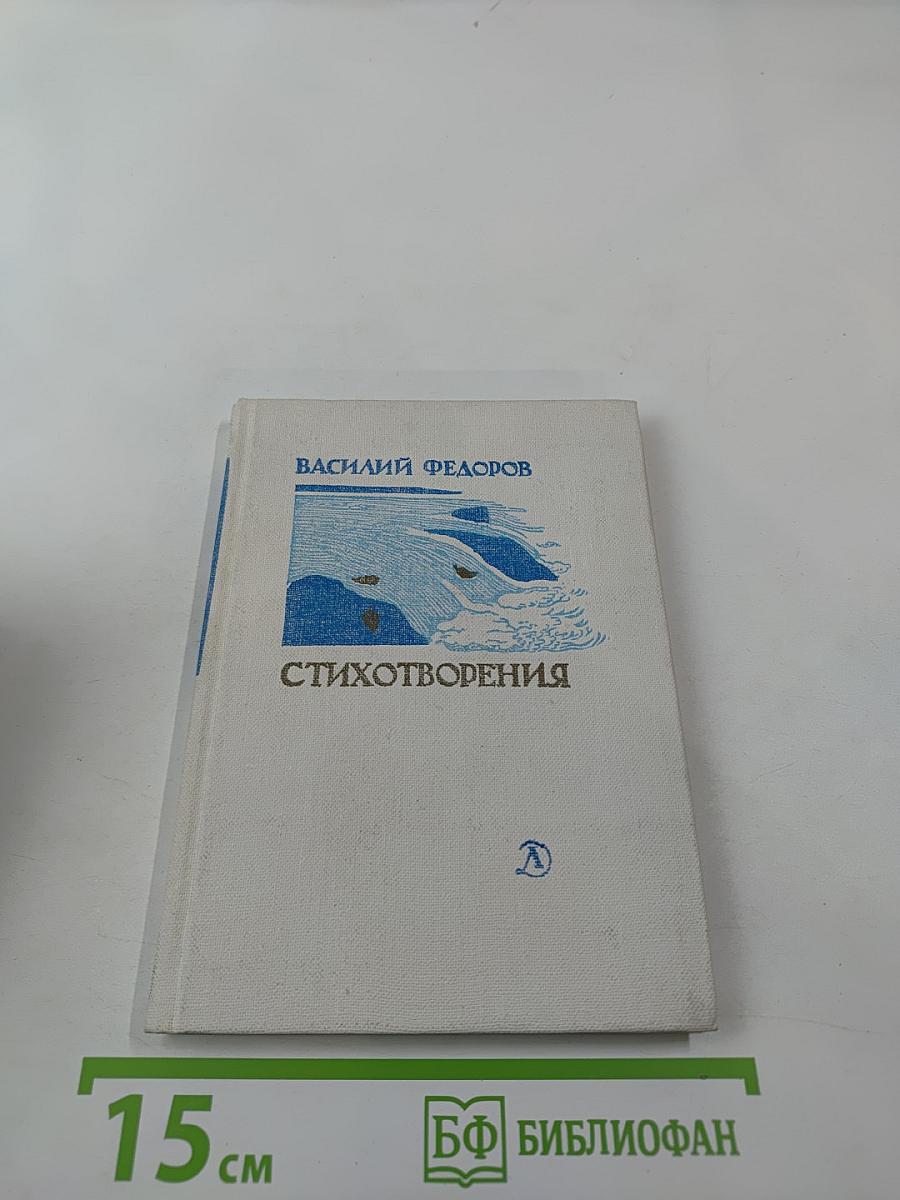 ВАСИЛИЙ ФЕДОРОВ
СТИХОТВОРЕНИЯ
15 см
БФ БИБЛИОФАН